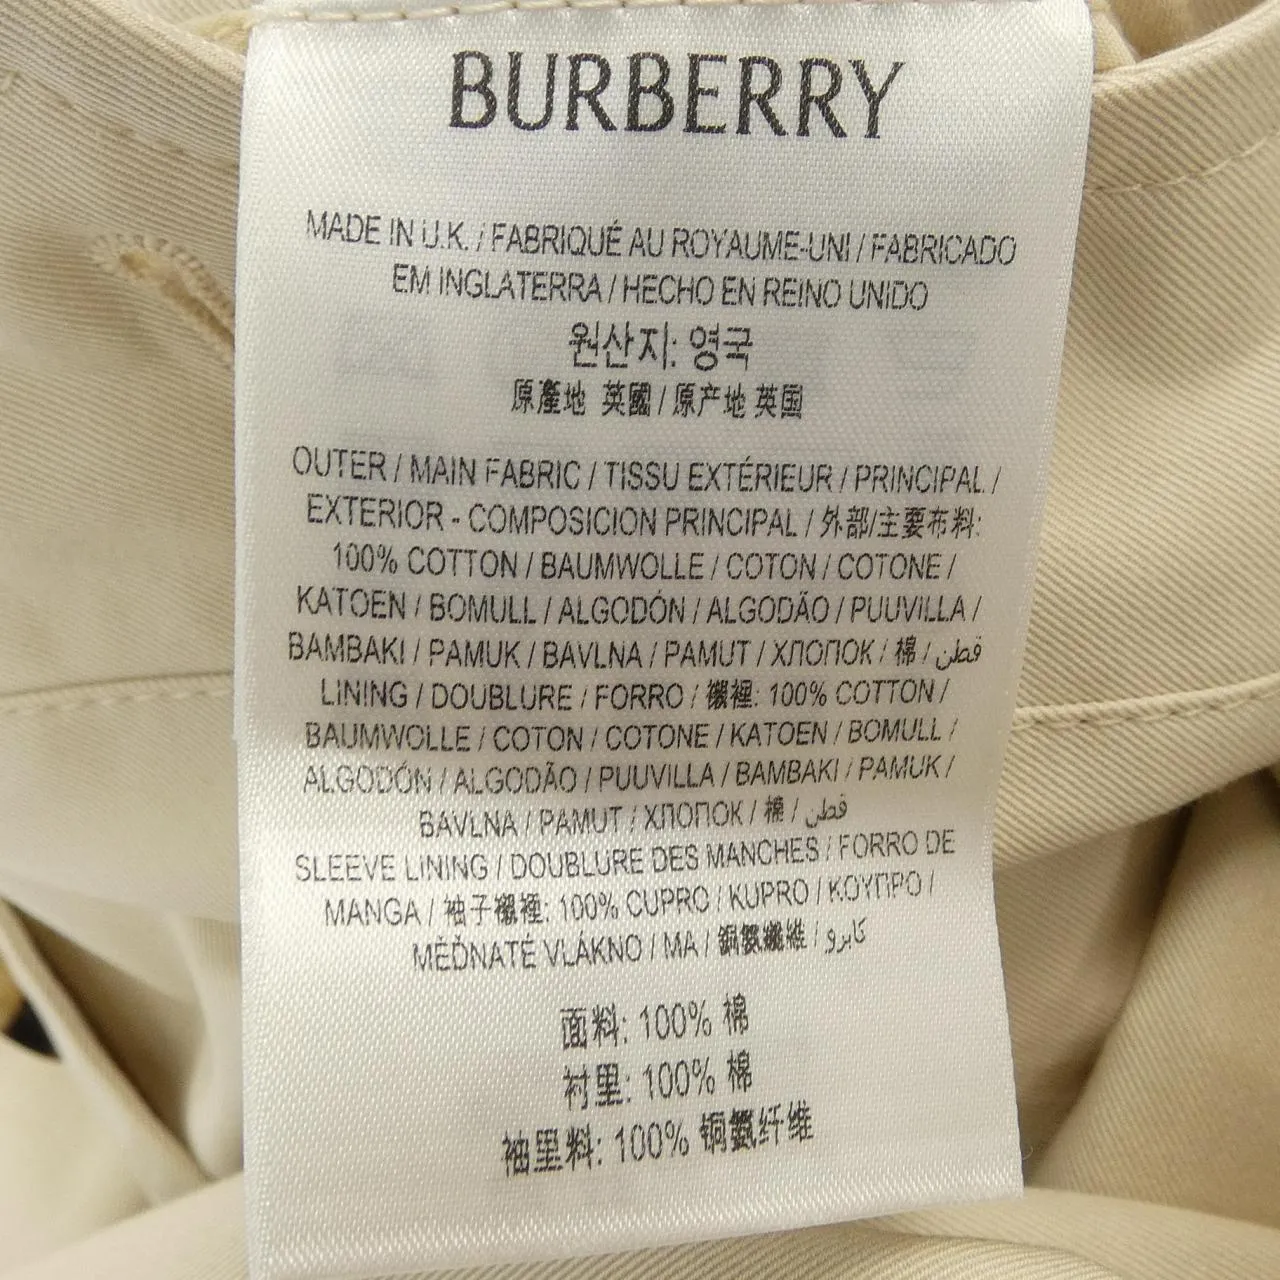 BURBERRY
MADE IN U.K. / FABRIQUÉ AU ROYAUME-UNI / FABRICADO
EM INGLATERRA / HECHO EN REINO UNIDO
원산지: 영국
原產地 英國 / 原产地 英国
OUTER / MAIN FABRIC / TISSU EXTÉRIEUR / PRINCIPAL /
EXTERIOR - COMPOSICION PRINCIPAL / 外部/主要布料:
100% COTTON / BAUMWOLLE / COTON / COTONE /
KATOEN / BOMULL / ALGODÓN / ALGODÃO / PUUVILLA /
BAMBAKI / PAMUK / BAVLNA / PAMUT / ХЛОПОК / 棉 / قطن
LINING / DOUBLURE / FORRO / 襯裡: 100% COTTON /
BAUMWOLLE / COTON / COTONE / KATOEN / BOMULL /
ALGODÓN / ALGODÃO / PUUVILLA / BAMBAKI / PAMUK /
BAVLNA / PAMUT / ХЛОПОК / 棉 / قطن
SLEEVE LINING / DOUBLURE DES MANCHES / FORRO DE
MANGA / 袖子襯裡: 100% CUPRO / KUPRO / ΚΟΥΠΡΟ /
MĚĎNATÉ VLÁKNO / MA / 銅氨纖維 / كابرو
面料: 100% 棉
衬里: 100% 棉
袖里料: 100% 铜氨纤维